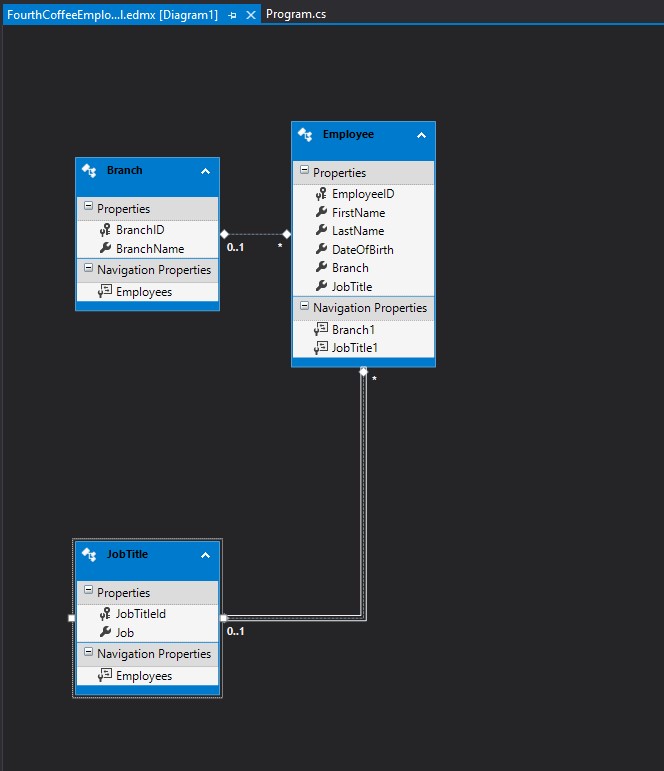 FourthCoffeeEmplo...l.edmx [Diagram1]
Program.cs
Branch
Properties
BranchID
BranchName
Navigation Properties
Employees
0..1
*
Employee
Properties
EmployeeID
FirstName
LastName
DateOfBirth
Branch
JobTitle
Navigation Properties
Branch1
JobTitle1
*
JobTitle
Properties
JobTitleId
Job
Navigation Properties
Employees
0..1